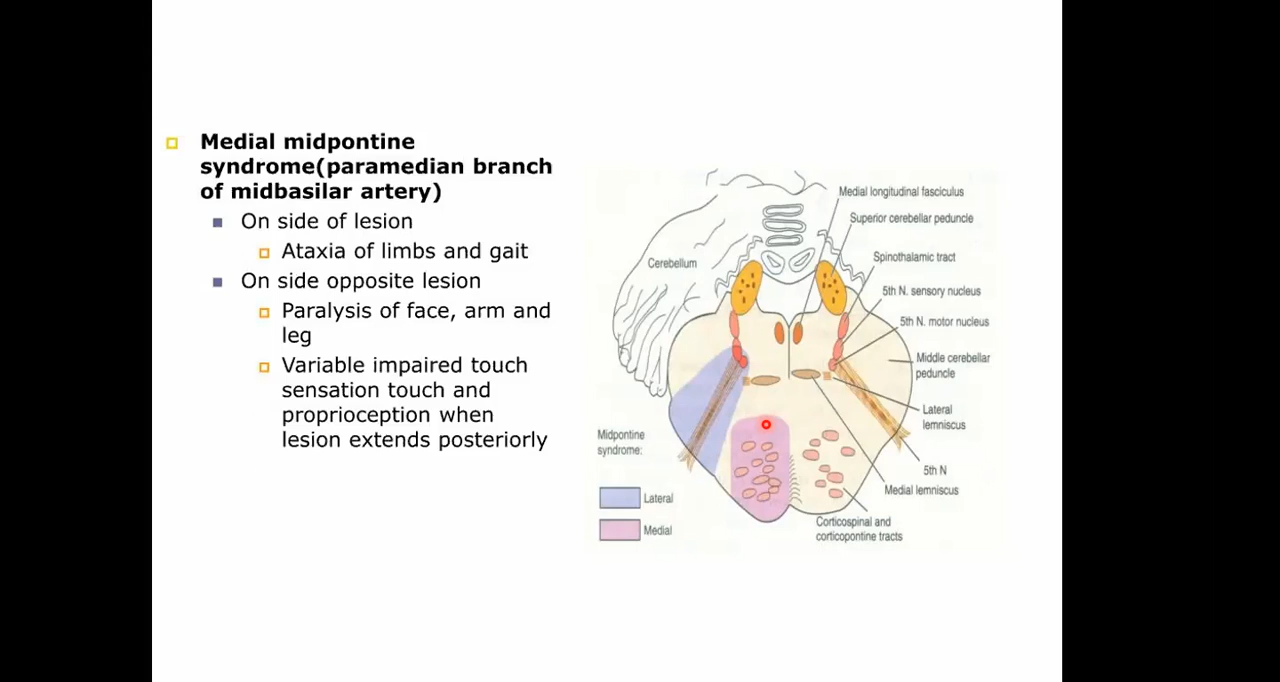 Medial midpontine
syndrome(paramedian branch
of midbasilar artery)
On side of lesion
Ataxia of limbs and gait
On side opposite lesion
Paralysis of face, arm and
leg
Variable impaired touch
sensation touch and
proprioception when
lesion extends posteriorly
Medial longitudinal fasciculus
Superior cerebellar peduncle
Spinothalamic tract
Cerebellum
5th N. sensory nucleus
5th N. motor nucleus
Middle cerebellar
peduncle
Lateral
lemniscus
Midpontine
syndrome:
5th N
Medial lemniscus
Lateral
Corticospinal and
corticopontine tracts
Medial